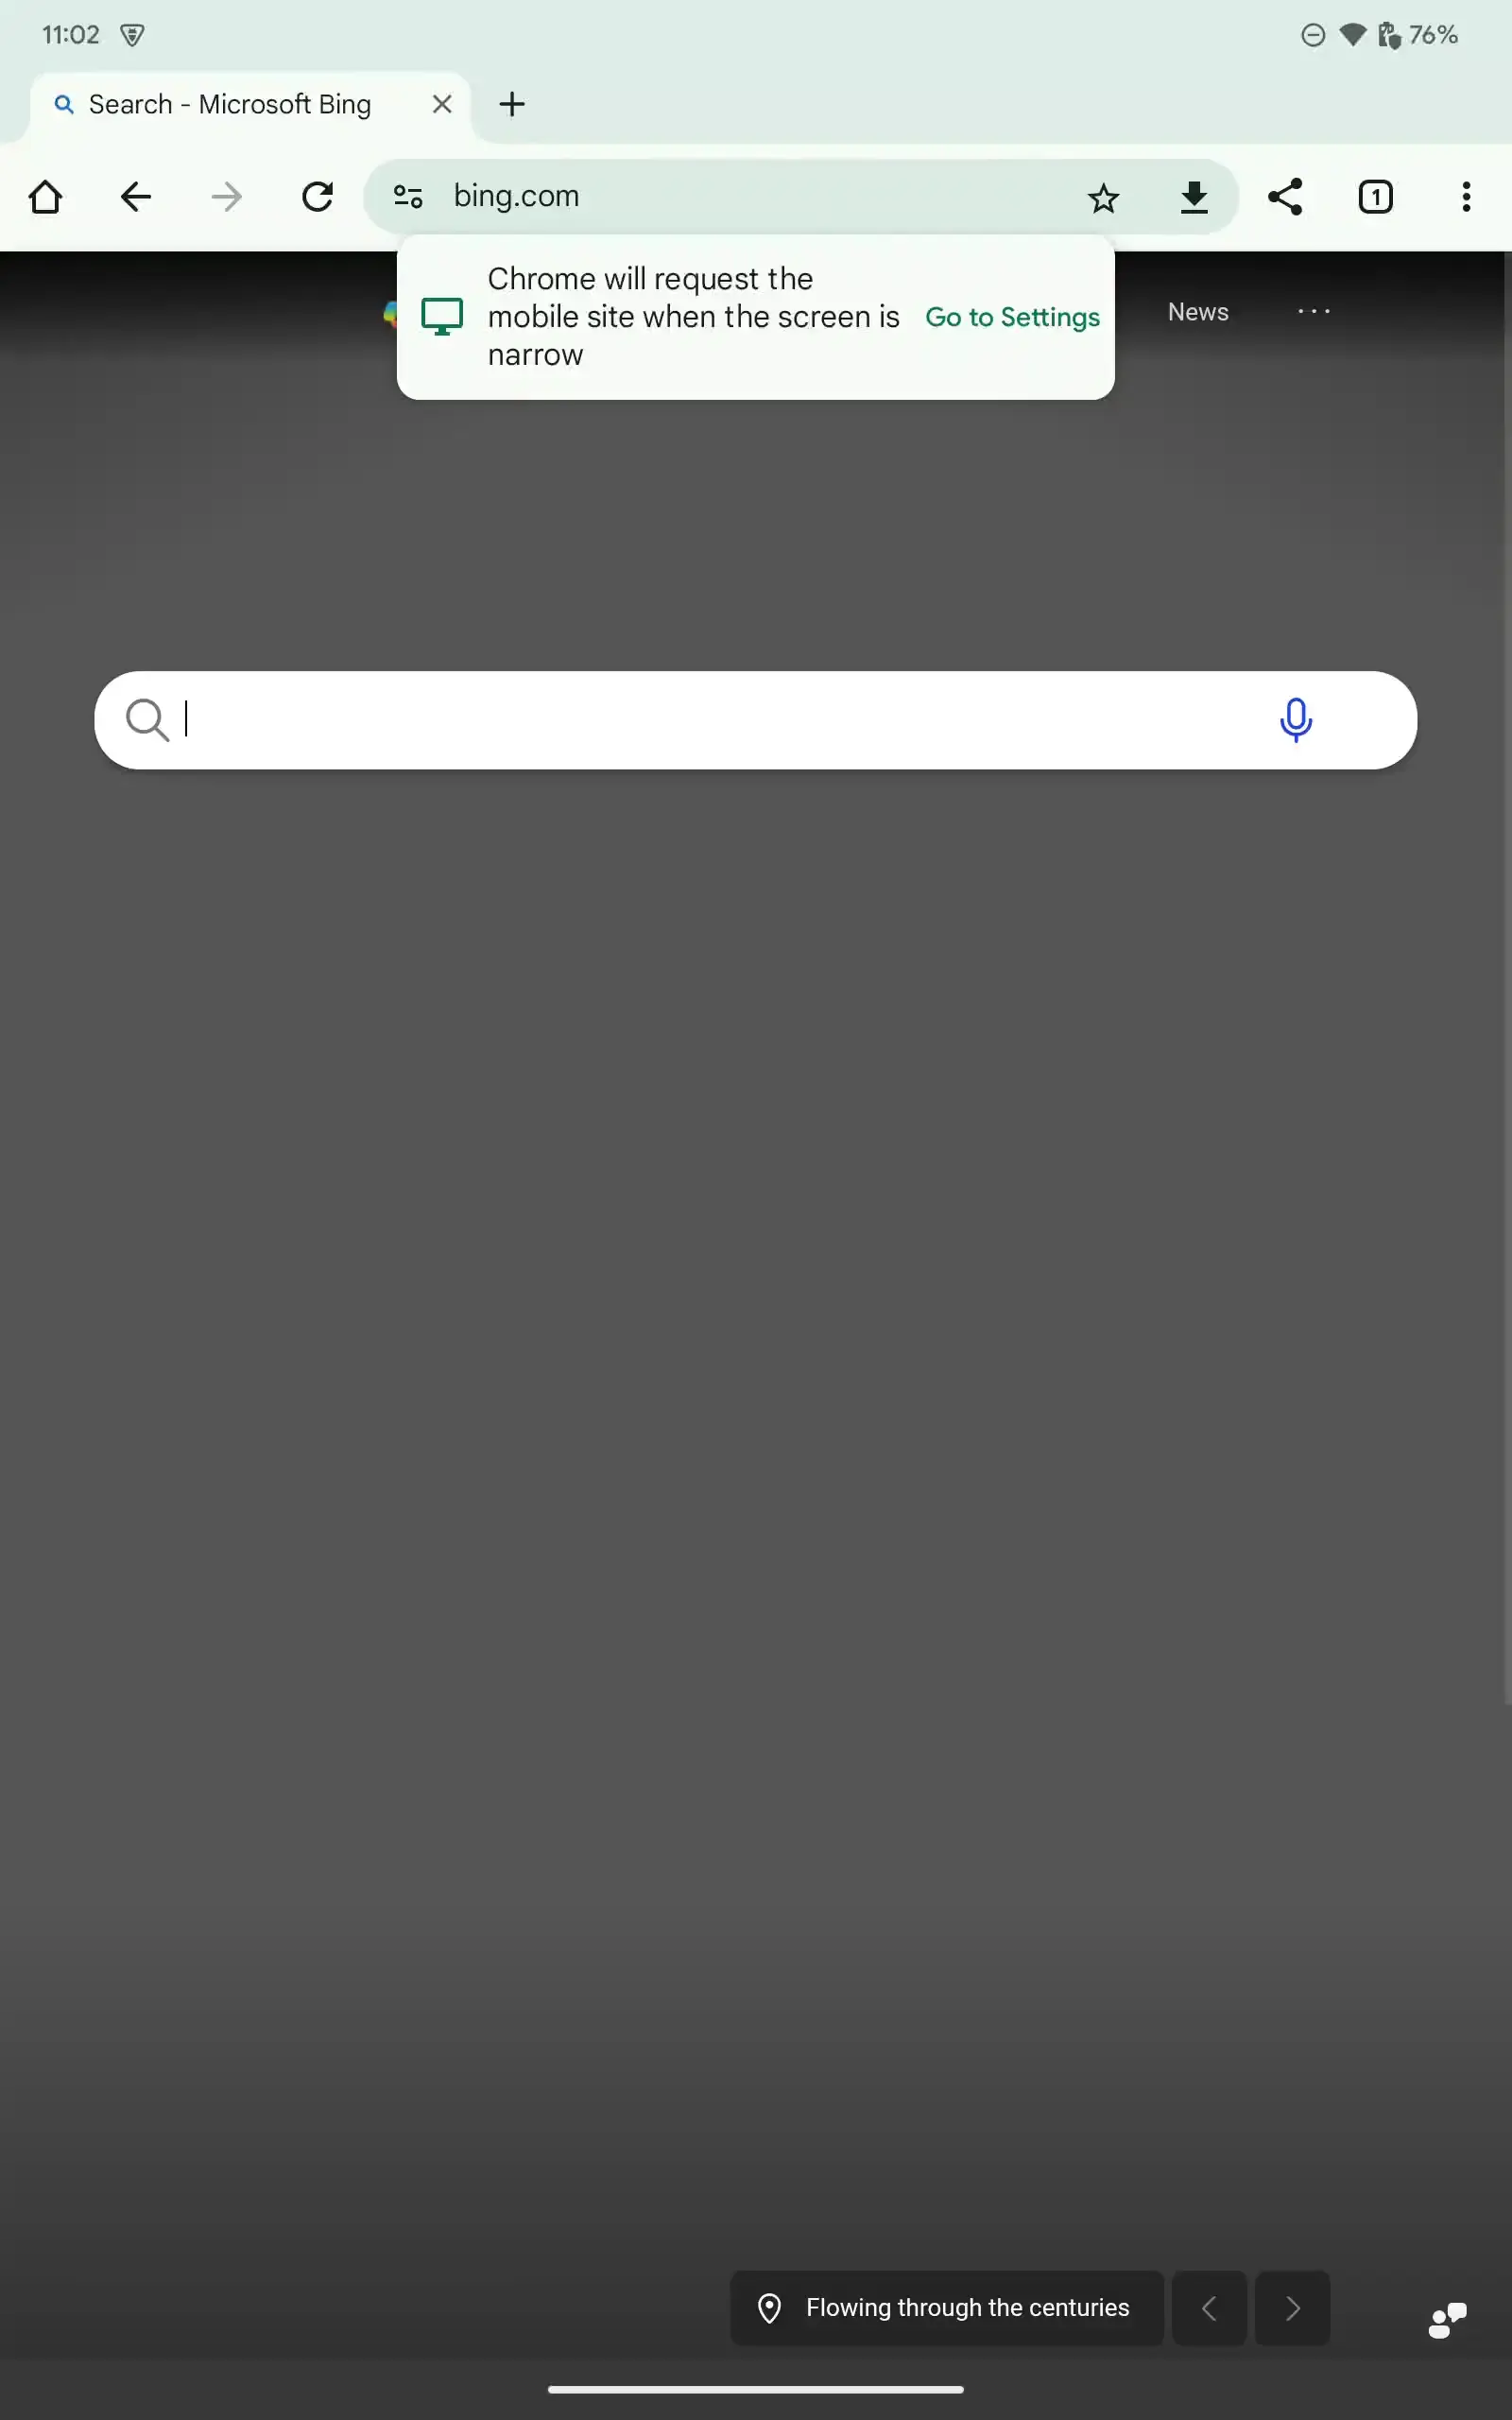 11:02
76%
Search - Microsoft Bing
bing.com
1
Chrome will request the
mobile site when the screen is
narrow
Go to Settings
News
Flowing through the centuries